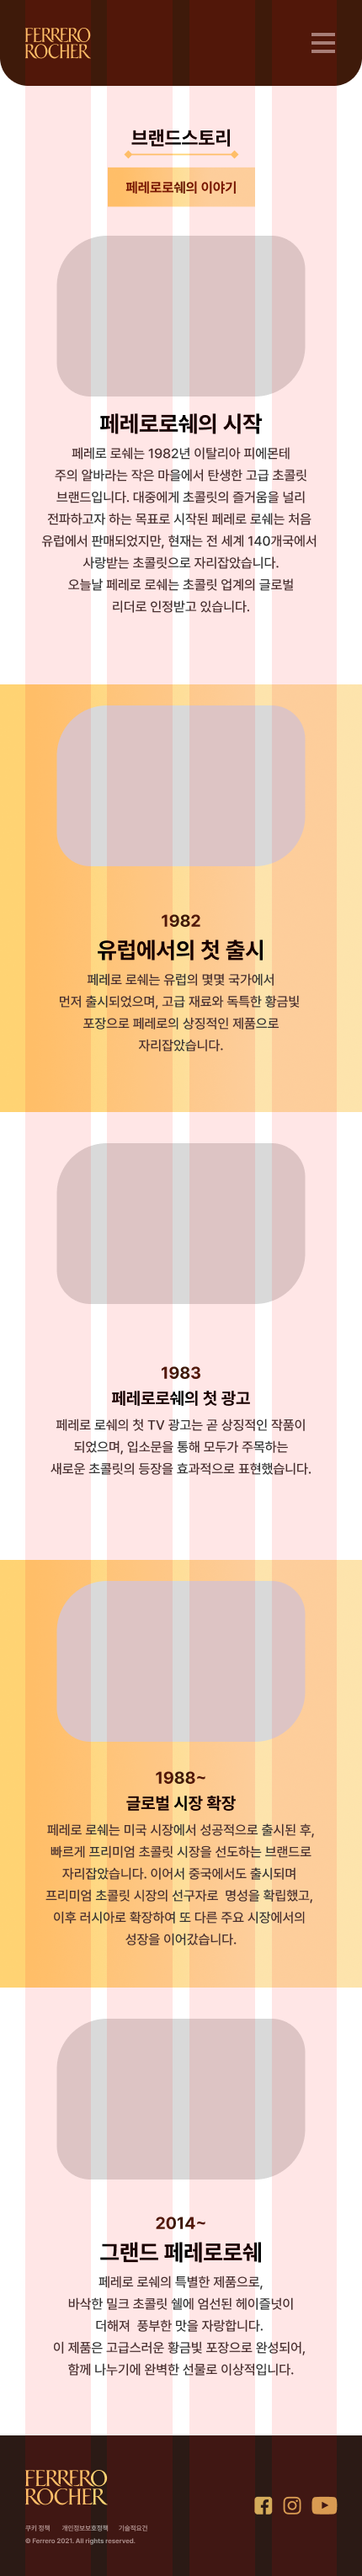 FERRERO
ROCHER
브랜드스토리
페레로로쉐의 이야기
페레로로쉐의 시작
페레로 로쉐는 1982년 이탈리아 피에몬테
주의 알바라는 작은 마을에서 탄생한 고급 초콜릿
브랜드입니다. 대중에게 초콜릿의 즐거움을 널리
전파하고자 하는 목표로 시작된 페레로 로쉐는 처음
유럽에서 판매되었지만, 현재는 전 세계 140개국에서
사랑받는 초콜릿으로 자리잡았습니다.
오늘날 페레로 로쉐는 초콜릿 업계의 글로벌
리더로 인정받고 있습니다.
1982
유럽에서의 첫 출시
페레로 로쉐는 유럽의 몇몇 국가에서
먼저 출시되었으며, 고급 재료와 독특한 황금빛
포장으로 페레로의 상징적인 제품으로
자리잡았습니다.
1983
페레로로쉐의 첫 광고
페레로 로쉐의 첫 TV 광고는 곧 상징적인 작품이
되었으며, 입소문을 통해 모두가 주목하는
새로운 초콜릿의 등장을 효과적으로 표현했습니다.
1988~
글로벌 시장 확장
페레로 로쉐는 미국 시장에서 성공적으로 출시된 후,
빠르게 프리미엄 초콜릿 시장을 선도하는 브랜드로
자리잡았습니다. 이어서 중국에서도 출시되며
프리미엄 초콜릿 시장의 선구자로  명성을 확립했고,
이후 러시아로 확장하여 또 다른 주요 시장에서의
성장을 이어갔습니다.
2014~
그랜드 페레로로쉐
페레로 로쉐의 특별한 제품으로,
바삭한 밀크 초콜릿 쉘에 엄선된 헤이즐넛이
더해져  풍부한 맛을 자랑합니다.
이 제품은 고급스러운 황금빛 포장으로 완성되어,
함께 나누기에 완벽한 선물로 이상적입니다.
FERRERO
ROCHER
쿠키 정책 개인정보보호정책 기술적요건
© Ferrero 2021. All rights reserved.